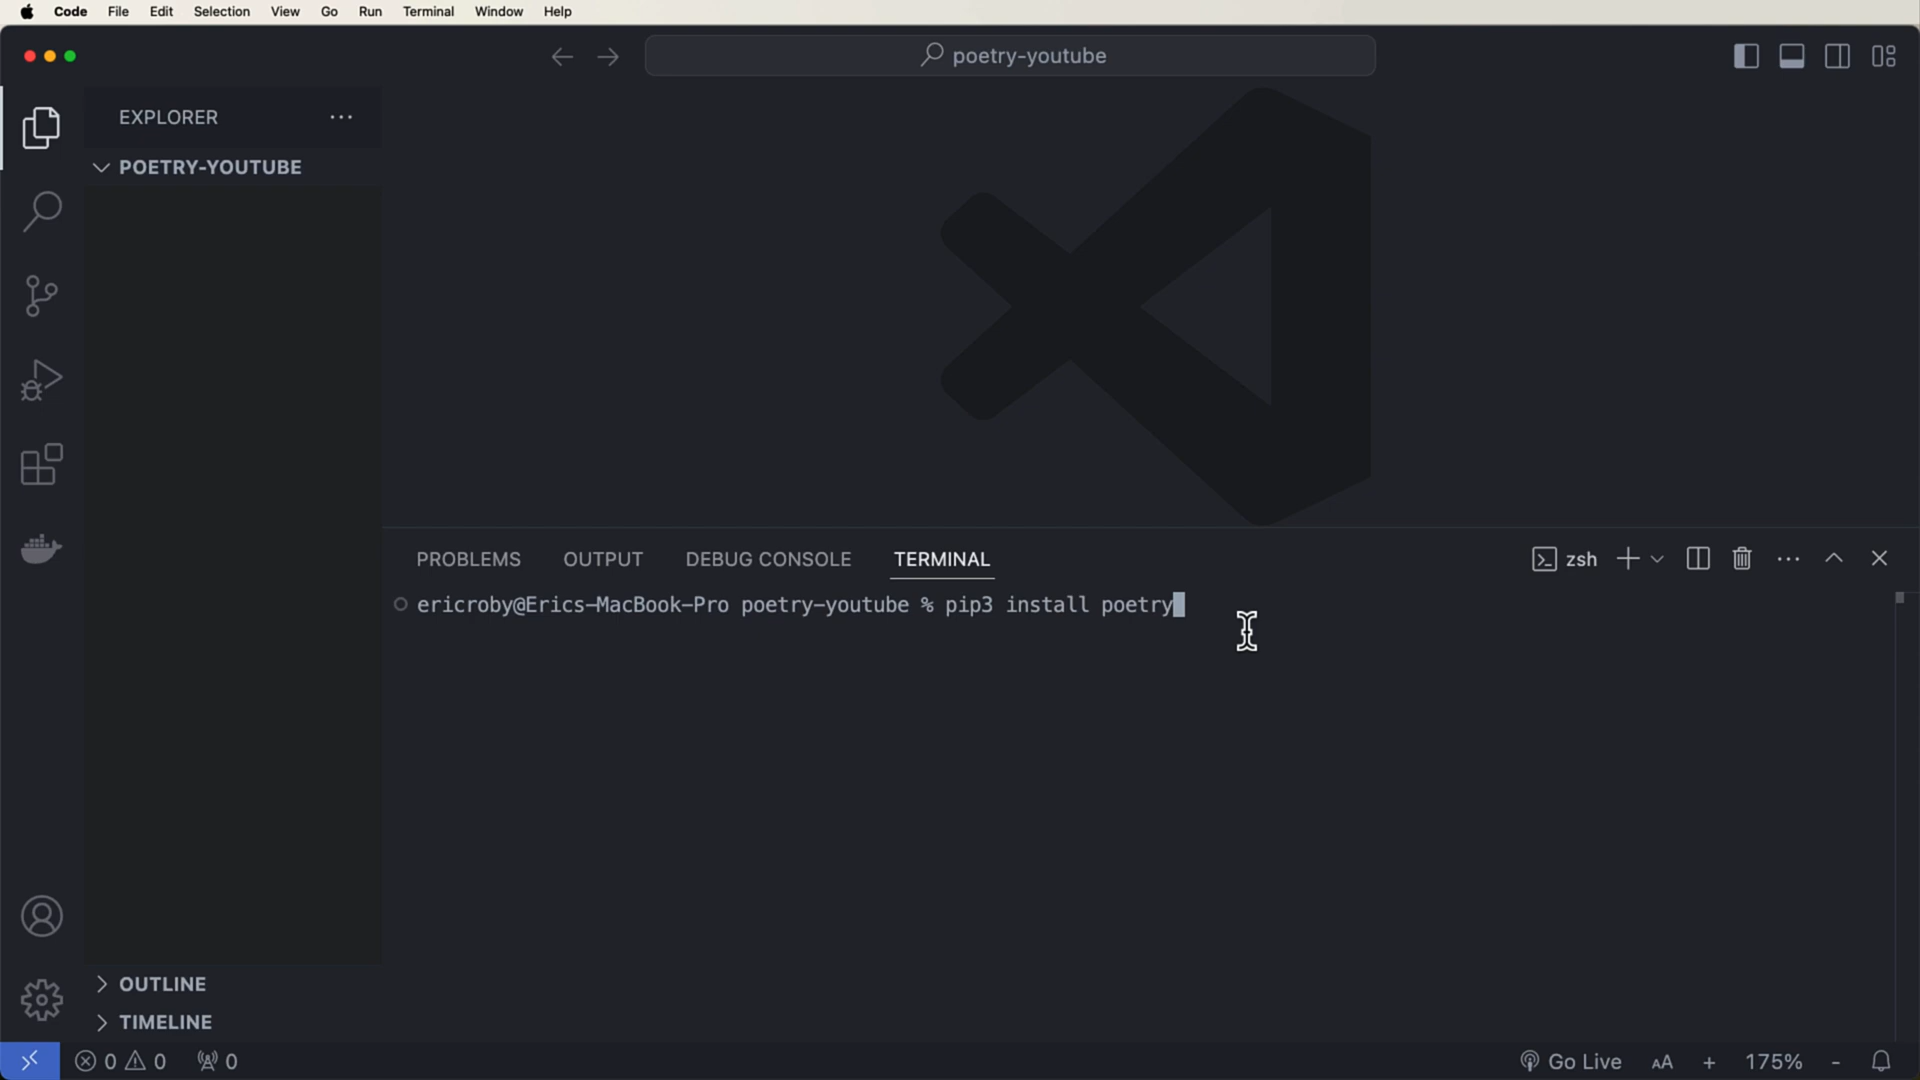 Code File Edit Selection View Go Run Terminal Window Help
poetry-youtube
EXPLORER
POETRY-YOUTUBE
PROBLEMS OUTPUT DEBUG CONSOLE TERMINAL
zsh
ericroby@Erics-MacBook-Pro poetry-youtube % pip3 install poetry
OUTLINE
TIMELINE
0 0 0
Go Live AA + 175% -